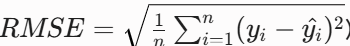 RMSE = √(1/n ∑ⁿᵢ₌₁(yᵢ − ŷᵢ)²)